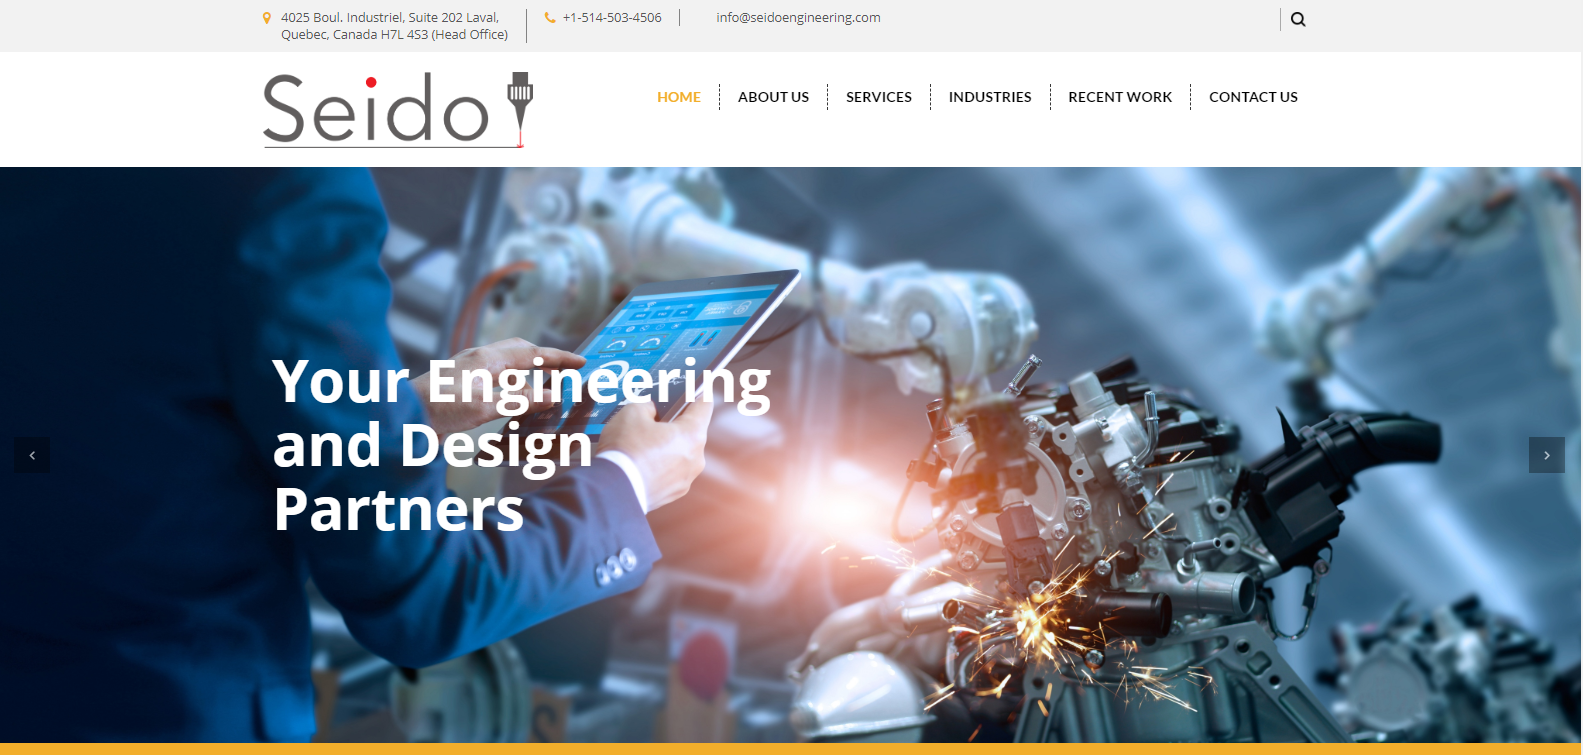 4025 Boul. Industriel, Suite 202 Laval,
Quebec, Canada H7L 4S3 (Head Office)
+1-514-503-4506
info@seidoengineering.com
Seido
HOME
ABOUT US
SERVICES
INDUSTRIES
RECENT WORK
CONTACT US
Your Engineering
and Design
Partners